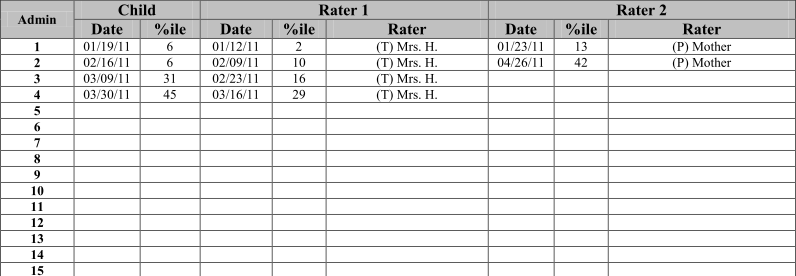 Admin Child Rater 1 Rater 2
Date %ile Date %ile Rater Date %ile Rater
1 01/19/11 6 01/12/11 2 (T) Mrs. H. 01/23/11 13 (P) Mother
2 02/16/11 6 02/09/11 10 (T) Mrs. H. 04/26/11 42 (P) Mother
3 03/09/11 31 02/23/11 16 (T) Mrs. H.
4 03/30/11 45 03/16/11 29 (T) Mrs. H.
5
6
7
8
9
10
11
12
13
14
15